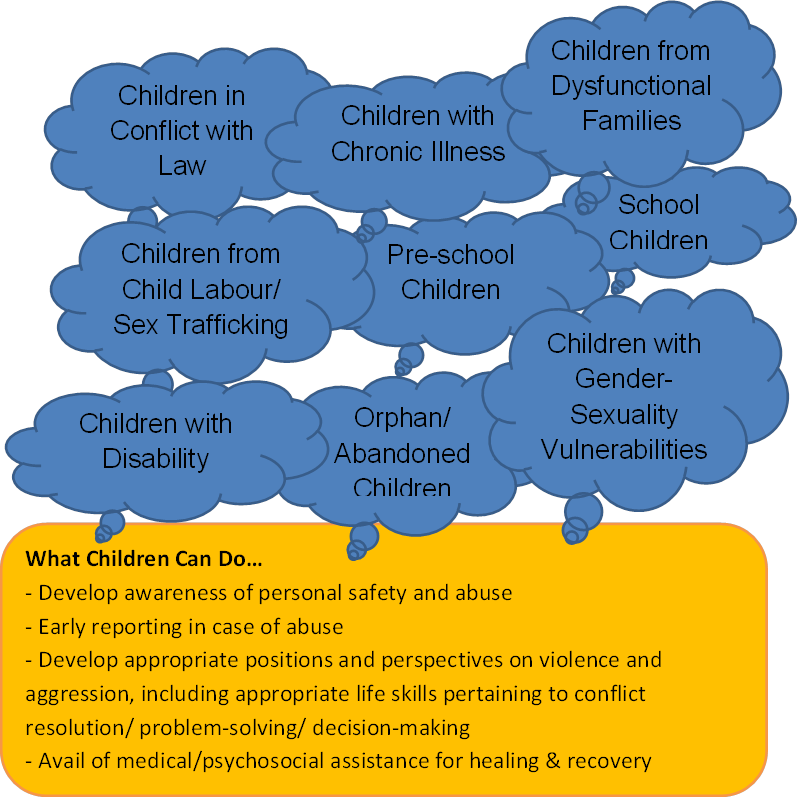 Children in
Conflict with
Law
Children with
Chronic Illness
Children from
Dysfunctional
Families
School
Children
Children from
Child Labour/
Sex Trafficking
Pre-school
Children
Children with
Gender-
Sexuality
Vulnerabilities
Children with
Disability
Orphan/
Abandoned
Children
What Children Can Do...
- Develop awareness of personal safety and abuse
- Early reporting in case of abuse
- Develop appropriate positions and perspectives on violence and
aggression, including appropriate life skills pertaining to conflict
resolution/ problem-solving/ decision-making
- Avail of medical/psychosocial assistance for healing & recovery